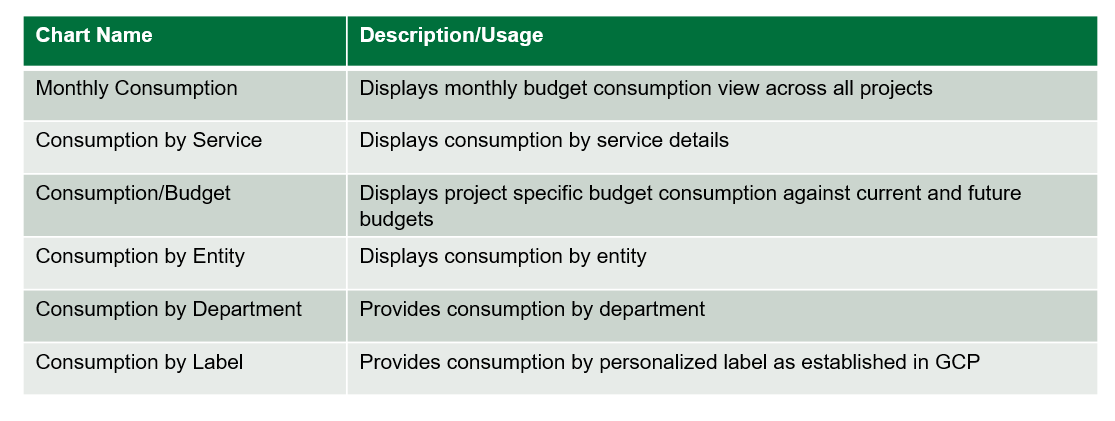 Chart Name
Description/Usage
Monthly Consumption
Displays monthly budget consumption view across all projects
Consumption by Service
Displays consumption by service details
Consumption/Budget
Displays project specific budget consumption against current and future
budgets
Consumption by Entity
Displays consumption by entity
Consumption by Department
Provides consumption by department
Consumption by Label
Provides consumption by personalized label as established in GCP